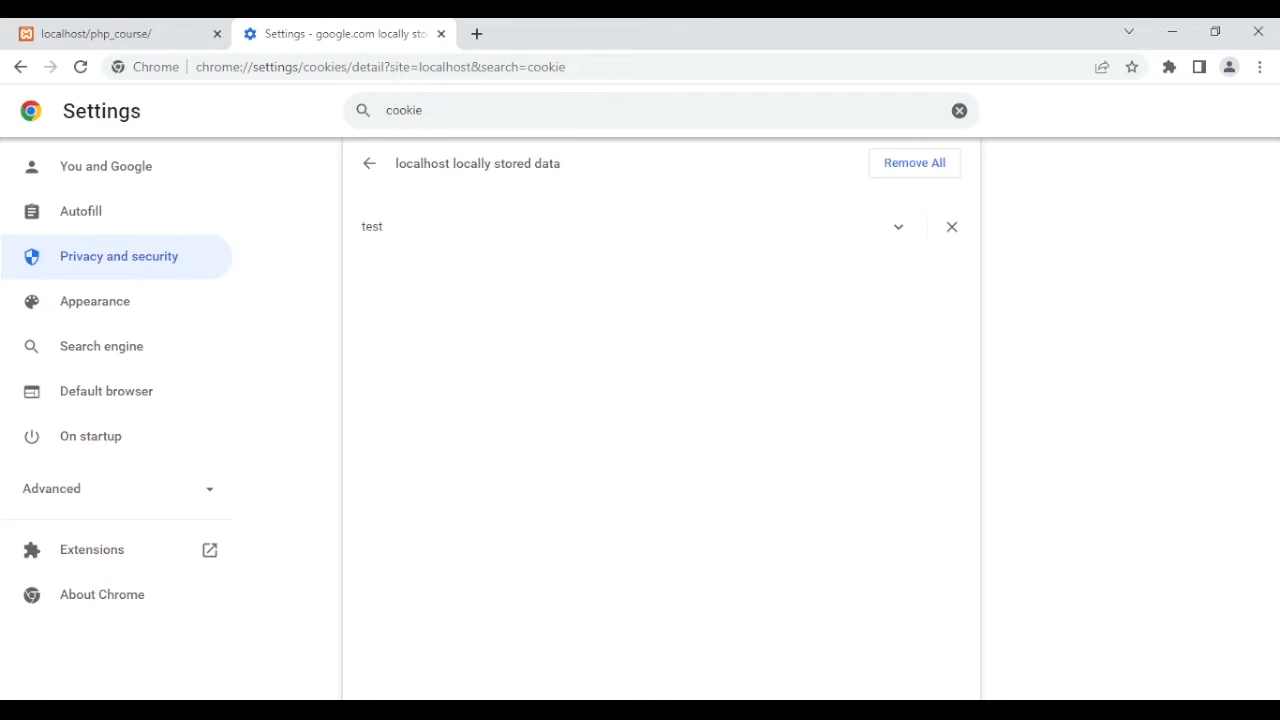 localhost/php_course/
Settings - google.com locally sto
Chrome
chrome://settings/cookies/detail?site=localhost&search=cookie
Settings
cookie
You and Google
Autofill
Privacy and security
Appearance
Search engine
Default browser
On startup
Advanced
Extensions
About Chrome
localhost locally stored data
Remove All
test